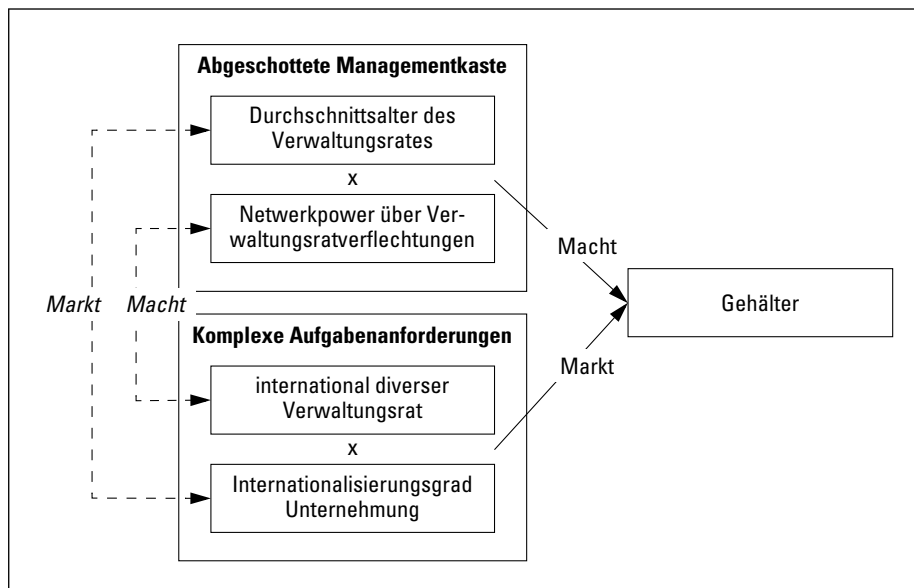 Abgeschottete Managementkaste
Durchschnittsalter des
Verwaltungsrates
x
Netwerkpower über Ver-
waltungsratverflechtungen
Macht
Gehälter
Markt
Macht
Komplexe Aufgabenanforderungen
Markt
international diverser
Verwaltungsrat
x
Internationalisierungsgrad
Unternehmung